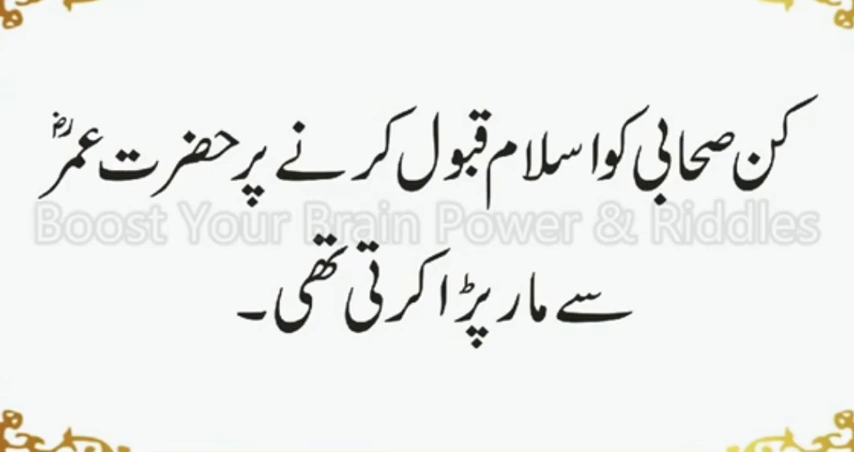 کن صحابی کو اسلام قبول کرنے پر حضرت عمرؓ
Boost Your Brain Power & Riddles
سے مار پڑا کرتی تھی۔